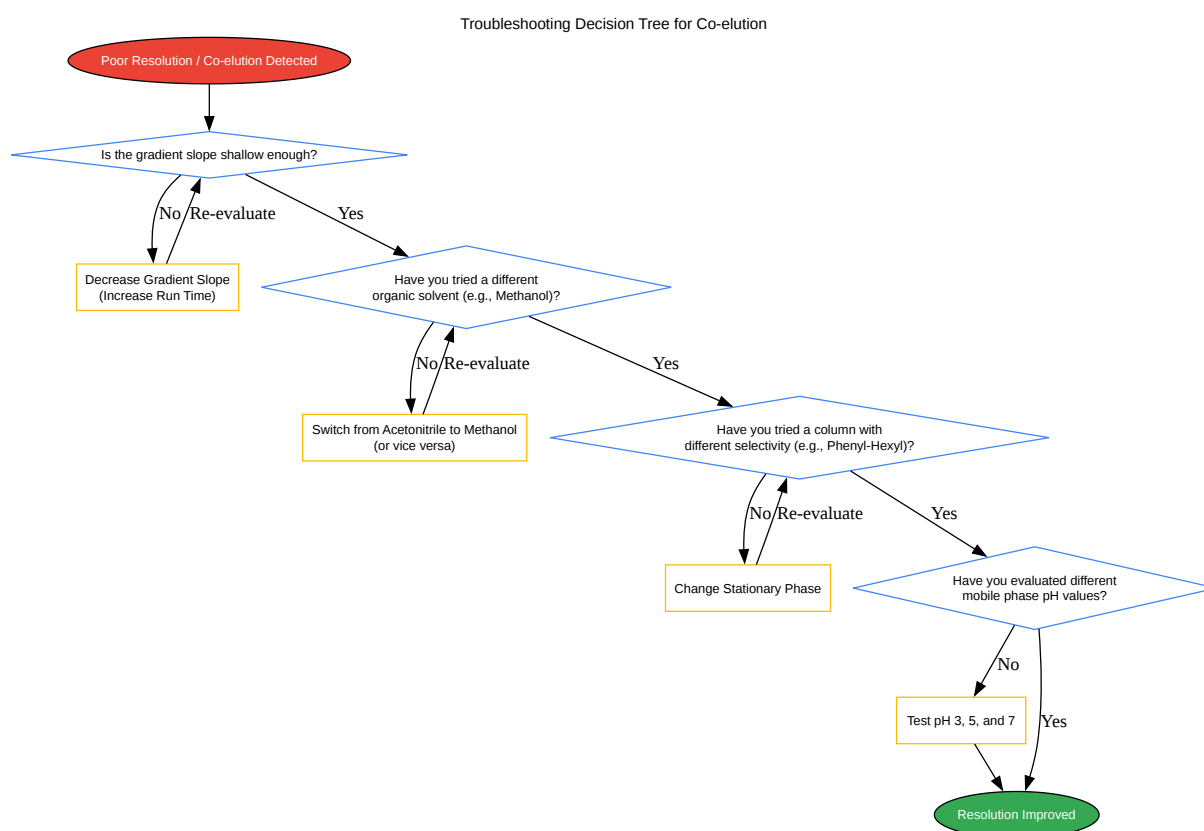 Troubleshooting Decision Tree for Co-elution
Poor Resolution / Co-elution Detected
Is the gradient slope shallow enough?
No
Re-evaluate
Yes
Decrease Gradient Slope
(Increase Run Time)
Have you tried a different
organic solvent (e.g., Methanol)?
No
Re-evaluate
Yes
Switch from Acetonitrile to Methanol
(or vice versa)
Have you tried a column with
different selectivity (e.g., Phenyl-Hexyl)?
No
Re-evaluate
Yes
Change Stationary Phase
Have you evaluated different
mobile phase pH values?
No
Yes
Test pH 3, 5, and 7
Resolution Improved